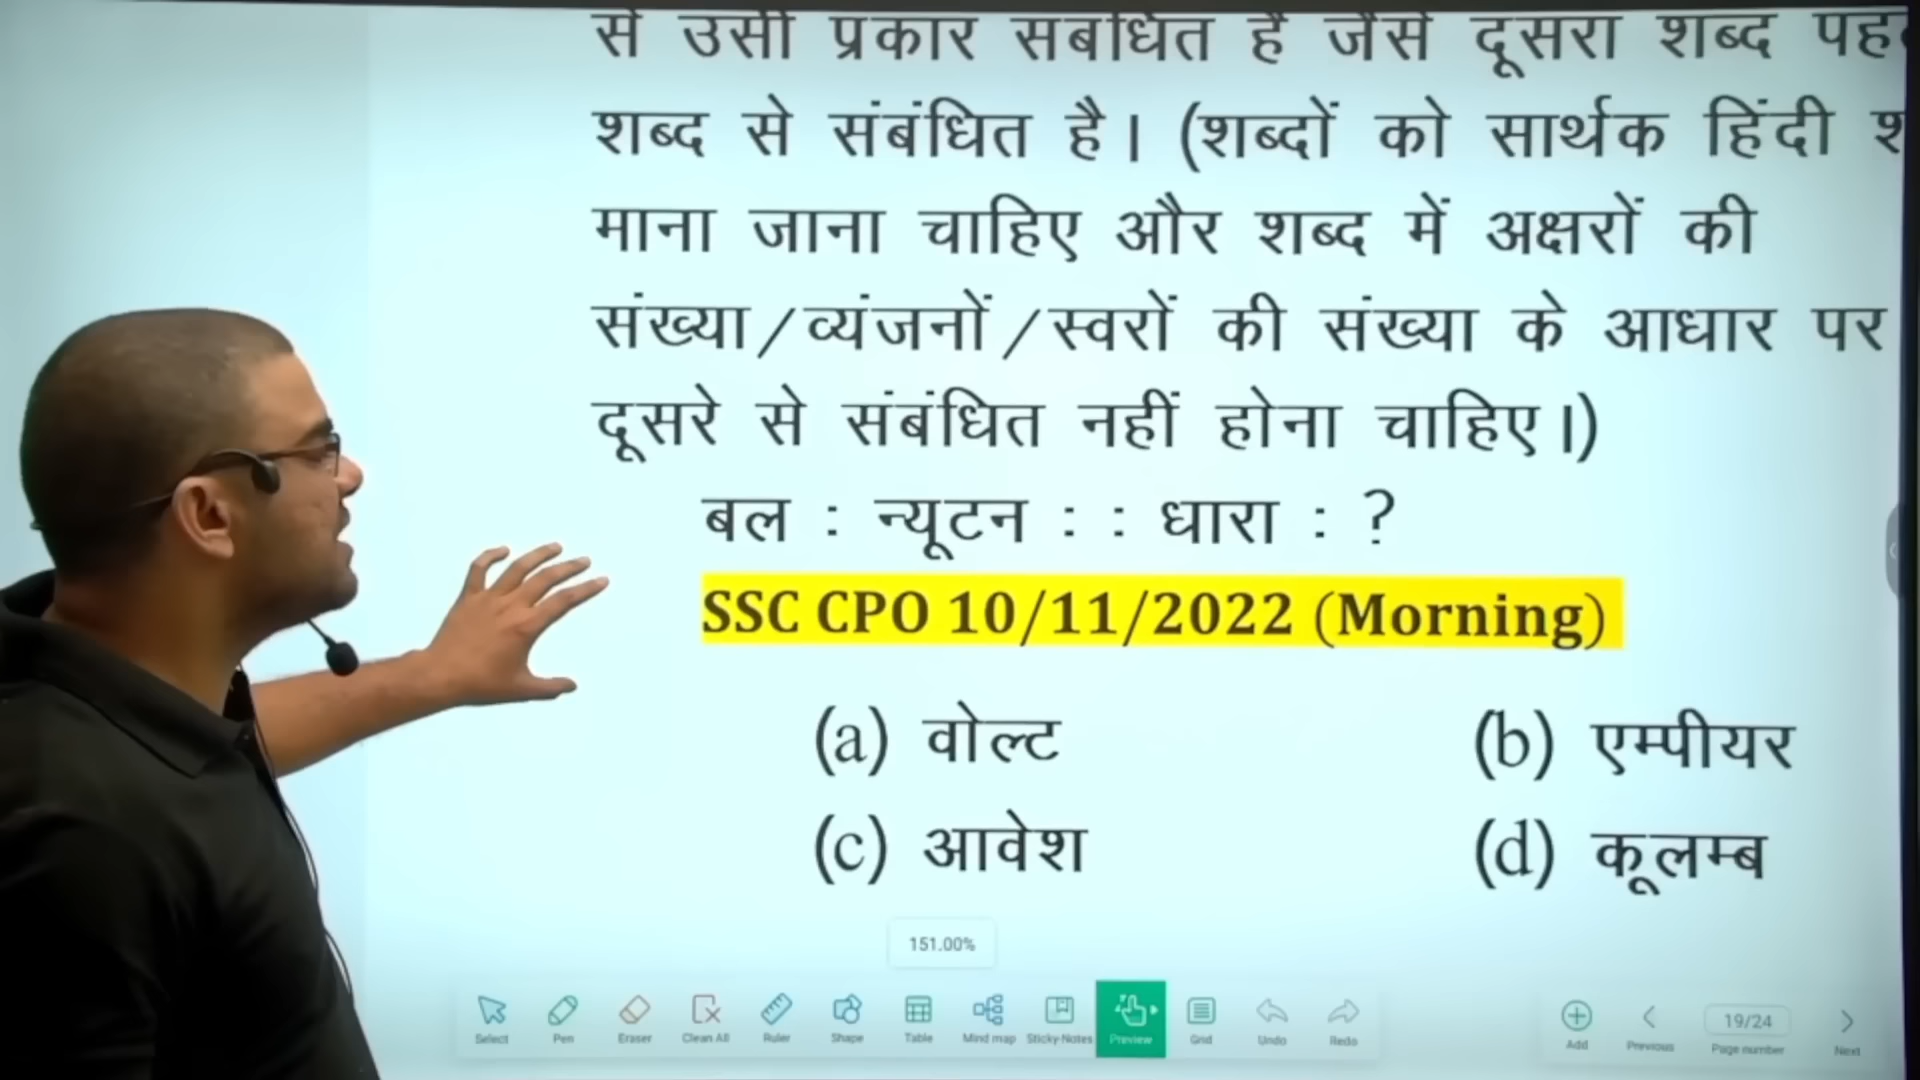 से उसी प्रकार संबंधित है जैसे दूसरा शब्द
शब्द से संबंधित है। (शब्दों को सार्थक हिंदी
माना जाना चाहिए और शब्द में अक्षरों की
संख्या/व्यंजनों/स्वरों की संख्या के आधार पर
दूसरे से संबंधित नहीं होना चाहिए।)
बल : न्यूटन : : धारा : ?
SSC CPO 10/11/2022 (Morning)
(a) वोल्ट (b) एम्पीयर
(c) आवेश (d) कूलम्ब
151.00%
Select Pen Eraser Clean All Ruler Shape Table Mind map Sticky-Notes Preview Grid Undo Redo Add Previous 19/24 Page number Next